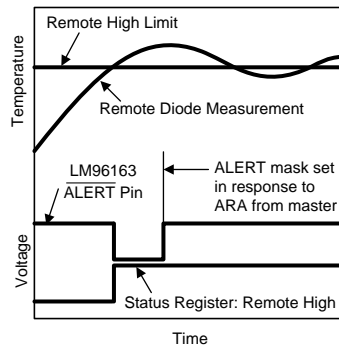 Remote High Limit
Temperature
Remote Diode Measurement
LM96163
ALERT Pin
ALERT mask set
in response to
ARA from master
Voltage
Status Register: Remote High
Time